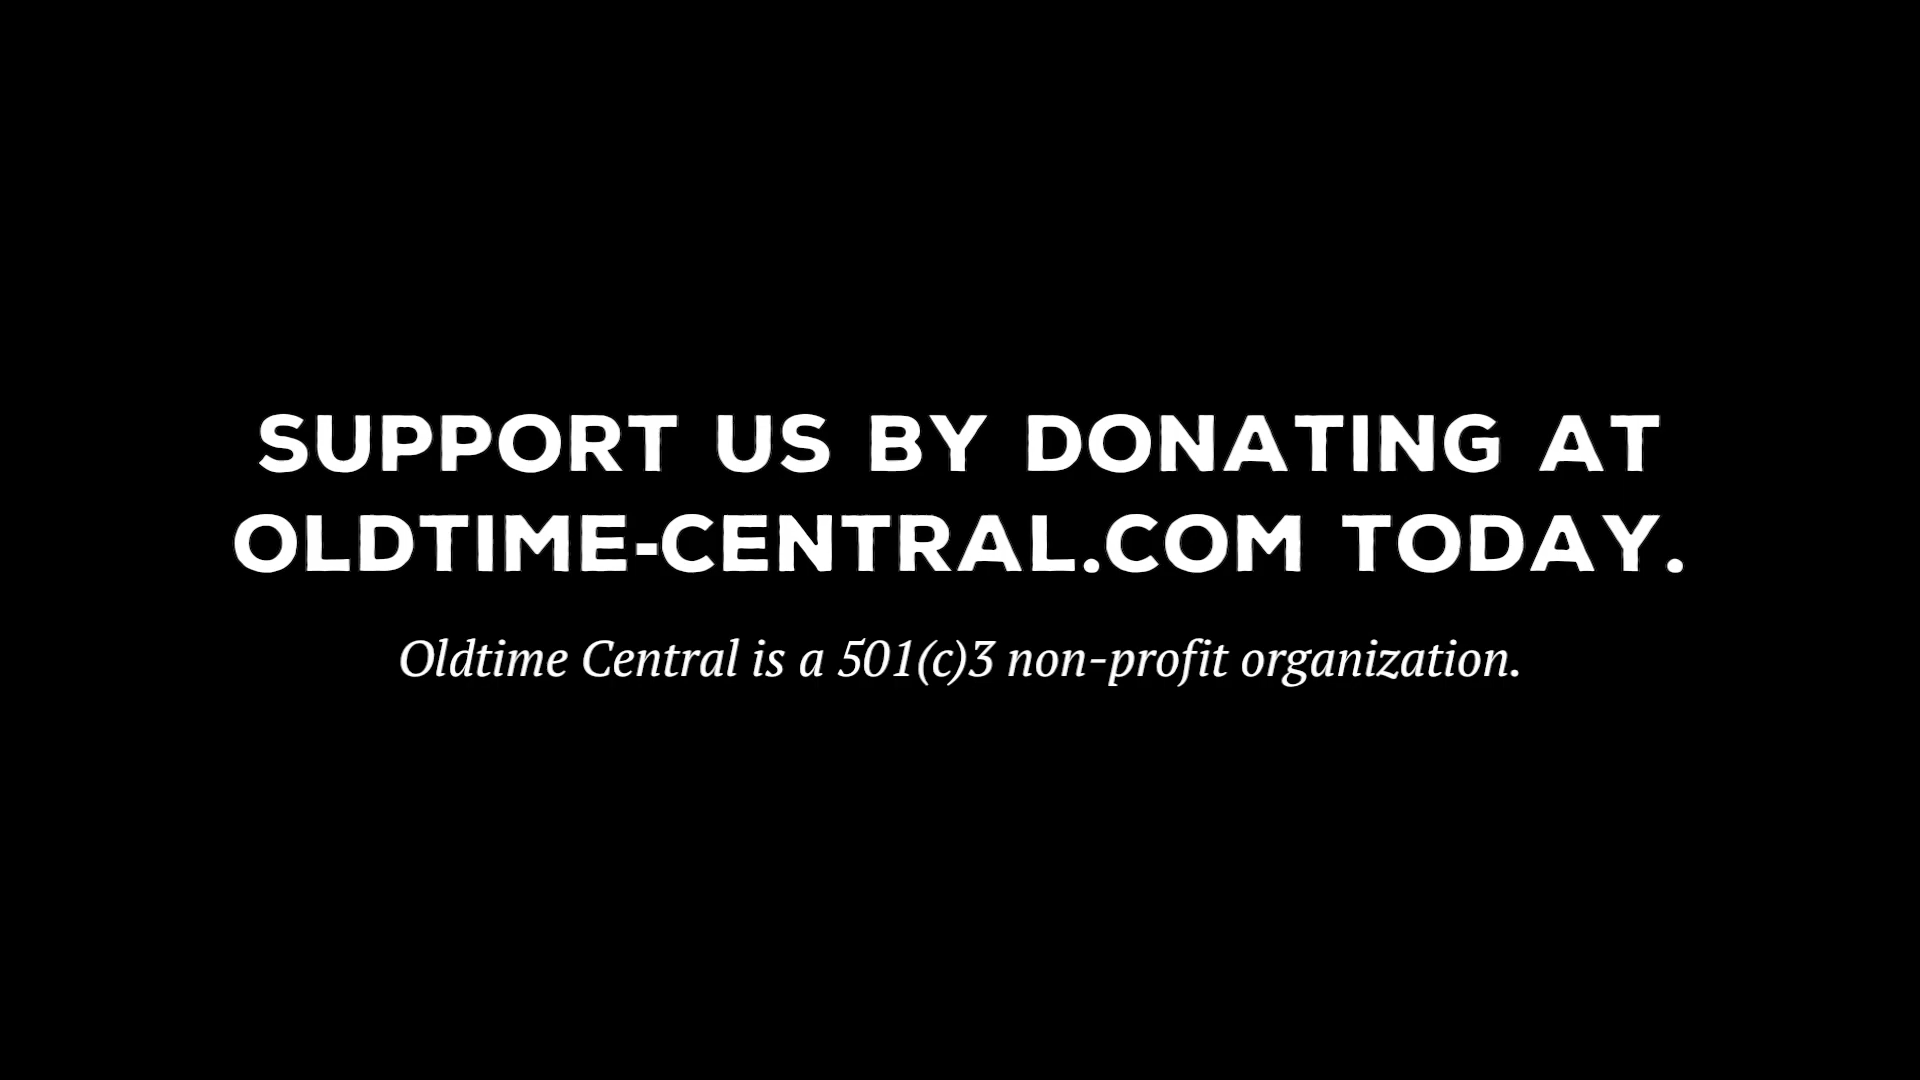 SUPPORT US BY DONATING AT
OLDTIME-CENTRAL.COM TODAY.
Oldtime Central is a 501(c)3 non-profit organization.